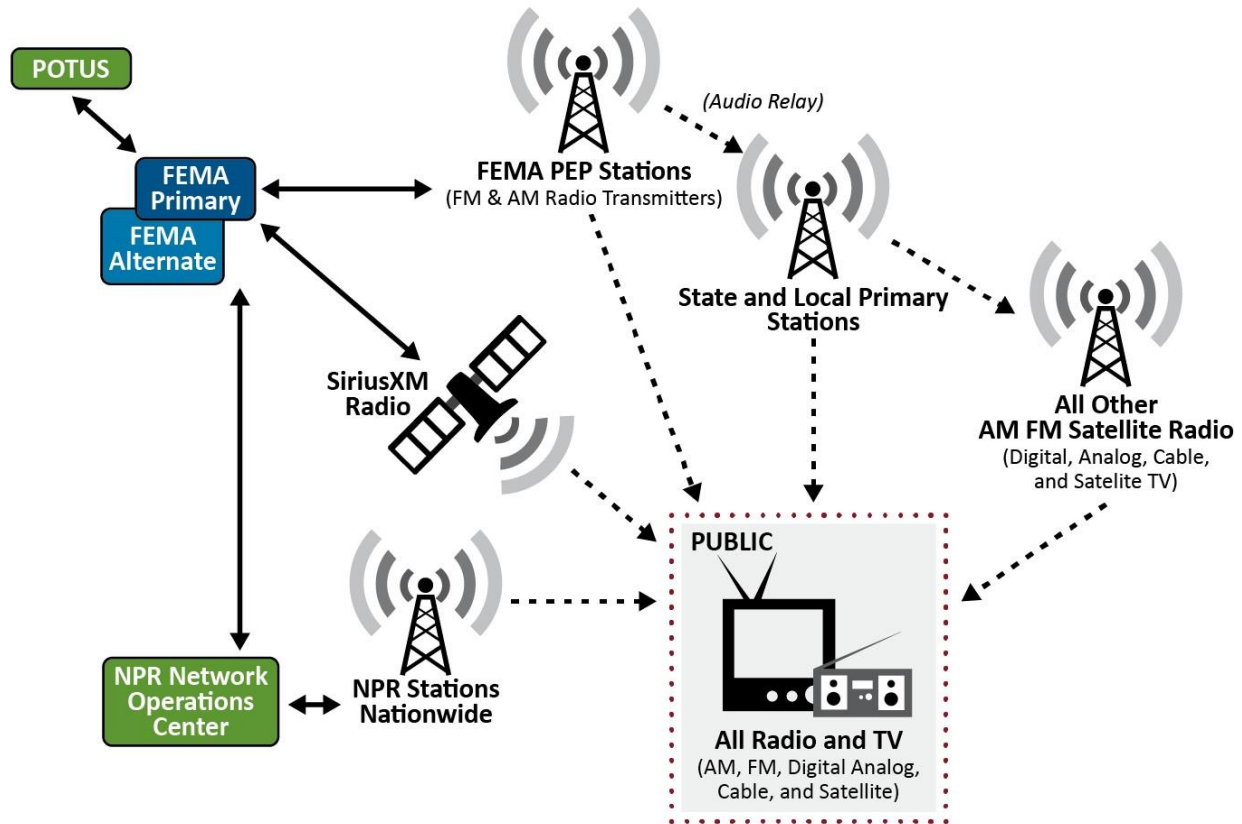 POTUS
FEMA
Primary
FEMA
Alternate
FEMA PEP Stations
(FM & AM Radio Transmitters)
(Audio Relay)
State and Local Primary
Stations
All Other
AM FM Satellite Radio
(Digital, Analog, Cable,
and Satelite TV)
SiriusXM
Radio
NPR Network
Operations
Center
NPR Stations
Nationwide
PUBLIC
All Radio and TV
(AM, FM, Digital Analog,
Cable, and Satellite)